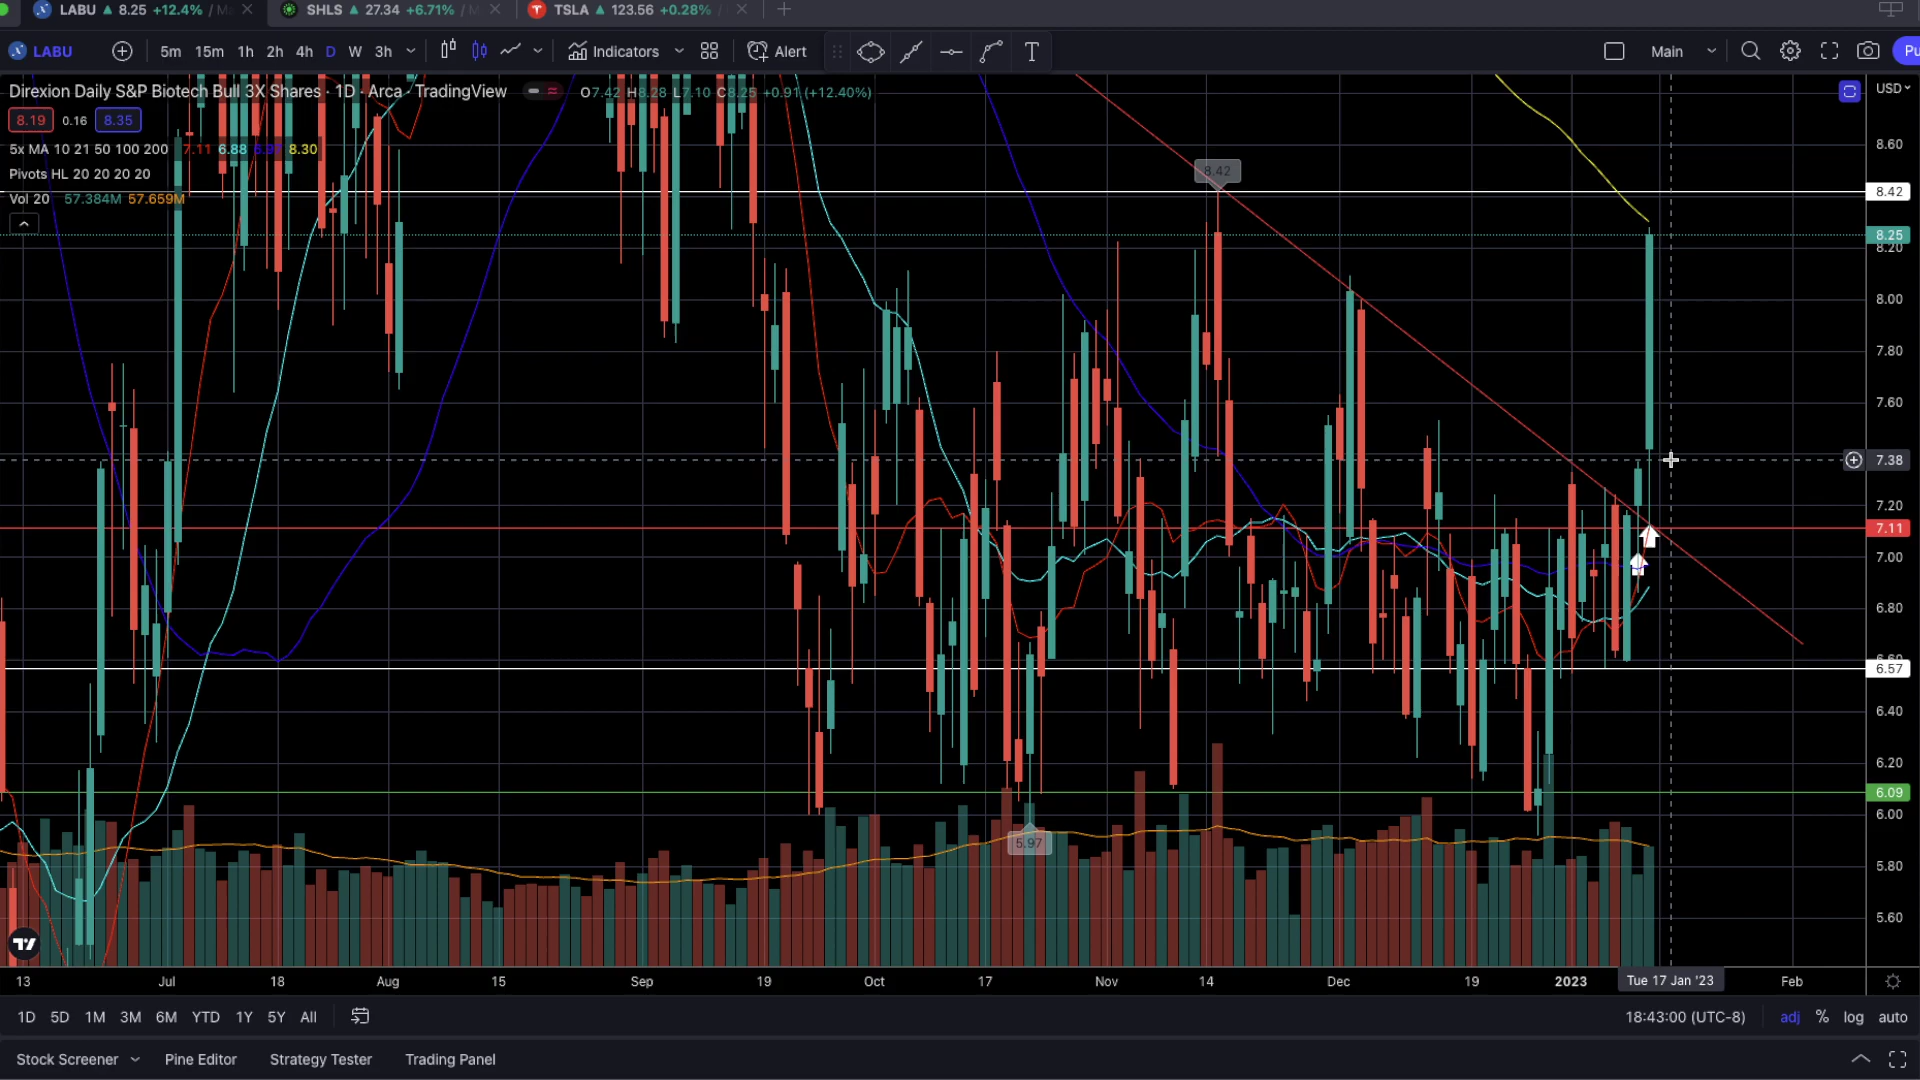 LABU ▲ 8.25 +12.4% / SHLS ▲ 27.34 +6.71% / TSLA ▲ 123.56 +0.28% /
LABU 5m 15m 1h 2h 4h D W 3h Indicators Alert T Main Pu
Direxion Daily S&P Biotech Bull 3X Shares · 1D · Arca · TradingView O7.42 H8.28 L7.10 C8.25 +0.91 (+12.40%) USD
8.19 0.16 8.35
5x MA 10 21 50 100 200 7.11 6.88 8.30
Pivots HL 20 20 20 20
Vol 20 57.384M 57.659M
8.42
5.97
8.60
8.42
8.25
8.20
8.00
7.80
7.60
7.38
7.20
7.11
7.00
6.80
6.60
6.57
6.40
6.20
6.09
6.00
5.80
5.60
13 Jul 18 Aug 15 Sep 19 Oct 17 Nov 14 Dec 19 2023 Tue 17 Jan '23 Feb
1D 5D 1M 3M 6M YTD 1Y 5Y All 18:43:00 (UTC-8) adj % log auto
Stock Screener Pine Editor Strategy Tester Trading Panel